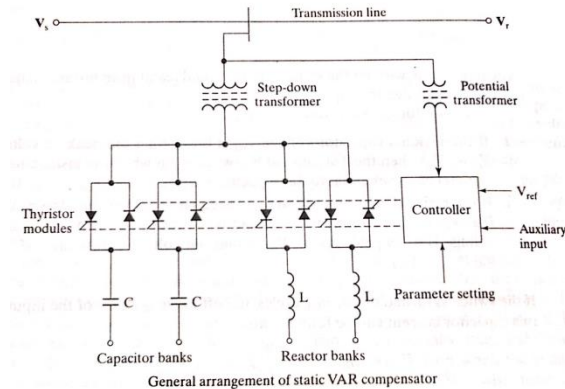 Transmission line
Vs
Vr
Step-down
transformer
Potential
transformer
Thyristor
modules
Controller
Vref
Auxiliary
input
Parameter setting
C
C
L
L
Capacitor banks
Reactor banks
General arrangement of static VAR compensator